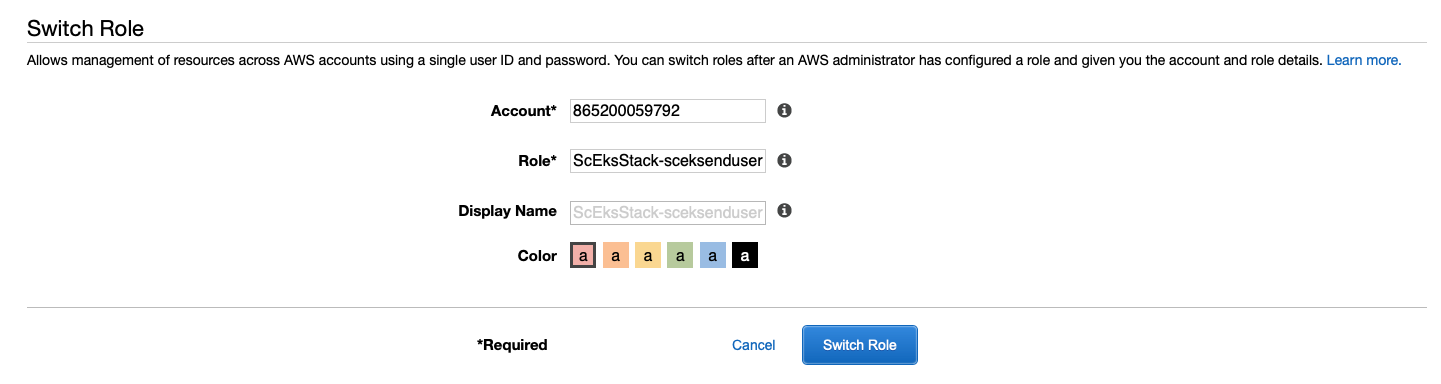 Switch Role
Allows management of resources across AWS accounts using a single user ID and password. You can switch roles after an AWS administrator has configured a role and given you the account and role details. Learn more.
Account* 865200059792
Role* ScEksStack-sceksenduser
Display Name ScEksStack-sceksenduser
Color a a a a a a
*Required Cancel Switch Role